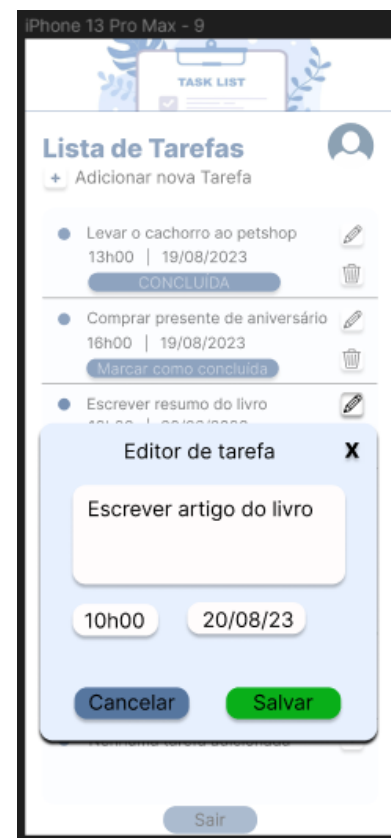 iPhone 13 Pro Max - 9
TASK LIST
Lista de Tarefas
+ Adicionar nova Tarefa
Levar o cachorro ao petshop
13h00 | 19/08/2023
CONCLUÍDA
Comprar presente de aniversário
16h00 | 19/08/2023
Marcar como concluída
Escrever resumo do livro
Editor de tarefa X
Escrever artigo do livro
10h00 20/08/23
Cancelar Salvar
Sair